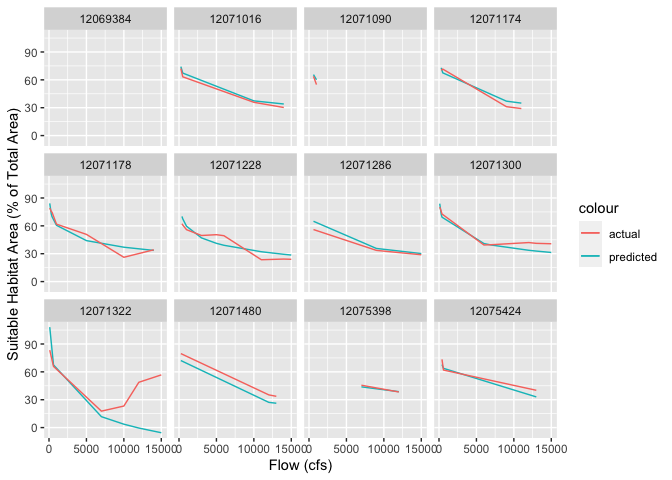 12069384 12071016 12071090 12071174
90
60
30
0
12071178 12071228 12071286 12071300
90
60
30
0
12071322 12071480 12075398 12075424
90
60
30
0
0 5000 10000 15000 0 5000 10000 15000 0 5000 10000 15000 0 5000 10000 15000
Flow (cfs)
Suitable Habitat Area (% of Total Area)
colour
actual
predicted